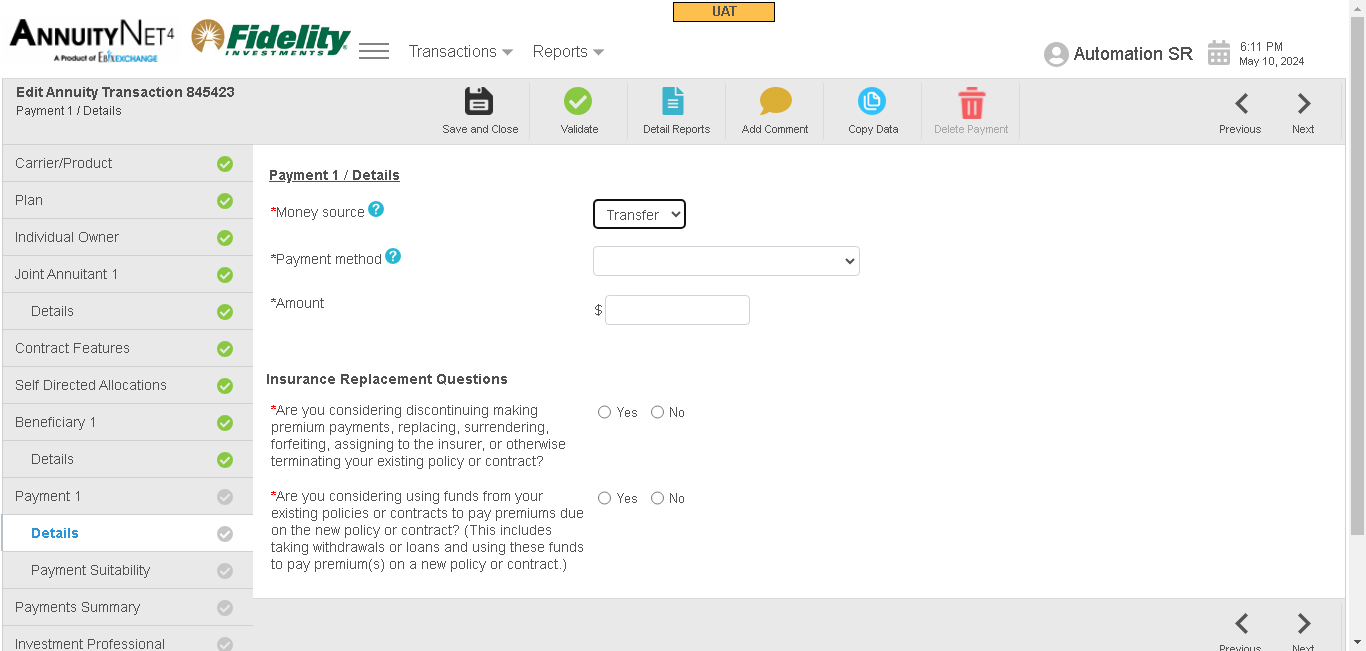 UAT
ANNUITYNET4
A Product of EbixEXCHANGE
Fidelity
INVESTMENTS
Transactions
Reports
Automation SR
6:11 PM
May 10, 2024
Edit Annuity Transaction 845423
Payment 1 / Details
Save and Close
Validate
Detail Reports
Add Comment
Copy Data
Delete Payment
Previous
Next
Carrier/Product
Plan
Individual Owner
Joint Annuitant 1
Details
Contract Features
Self Directed Allocations
Beneficiary 1
Details
Payment 1
Details
Payment Suitability
Payments Summary
Investment Professional
Payment 1 / Details
*Money source ?
Transfer
*Payment method ?
*Amount
$
Insurance Replacement Questions
*Are you considering discontinuing making
premium payments, replacing, surrendering,
forfeiting, assigning to the insurer, or otherwise
terminating your existing policy or contract?
Yes No
*Are you considering using funds from your
existing policies or contracts to pay premiums due
on the new policy or contract? (This includes
taking withdrawals or loans and using these funds
to pay premium(s) on a new policy or contract.)
Yes No
Previous
Next